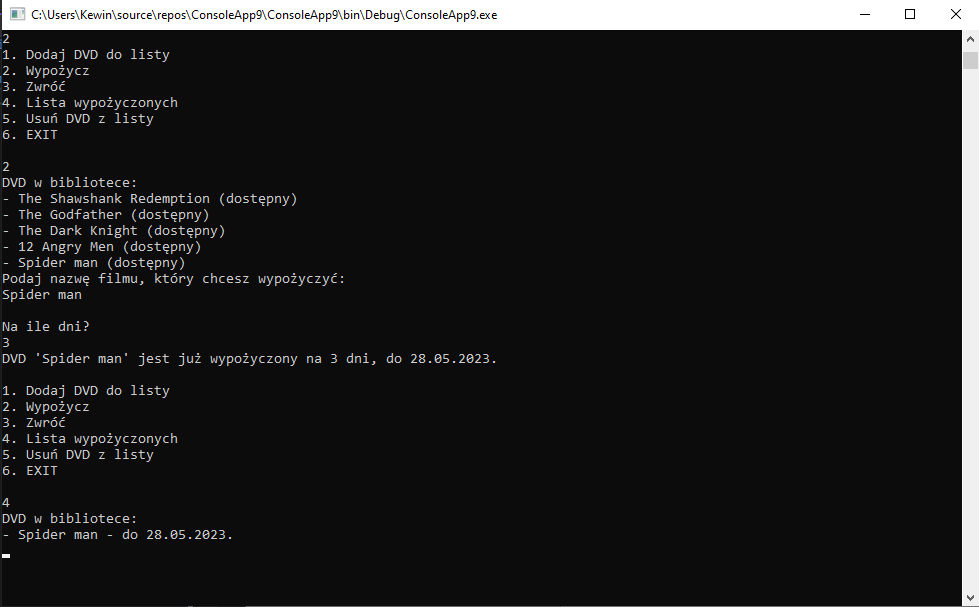 C:\Users\Kewin\source\repos\ConsoleApp9\ConsoleApp9\bin\Debug\ConsoleApp9.exe
2
1. Dodaj DVD do listy
2. Wypożycz
3. Zwróć
4. Lista wypożyczonych
5. Usuń DVD z listy
6. EXIT
2
DVD w bibliotece:
- The Shawshank Redemption (dostępny)
- The Godfather (dostępny)
- The Dark Knight (dostępny)
- 12 Angry Men (dostępny)
- Spider man (dostępny)
Podaj nazwę filmu, który chcesz wypożyczyć:
Spider man
Na ile dni?
3
DVD 'Spider man' jest już wypożyczony na 3 dni, do 28.05.2023.
1. Dodaj DVD do listy
2. Wypożycz
3. Zwróć
4. Lista wypożyczonych
5. Usuń DVD z listy
6. EXIT
4
DVD w bibliotece:
- Spider man - do 28.05.2023.